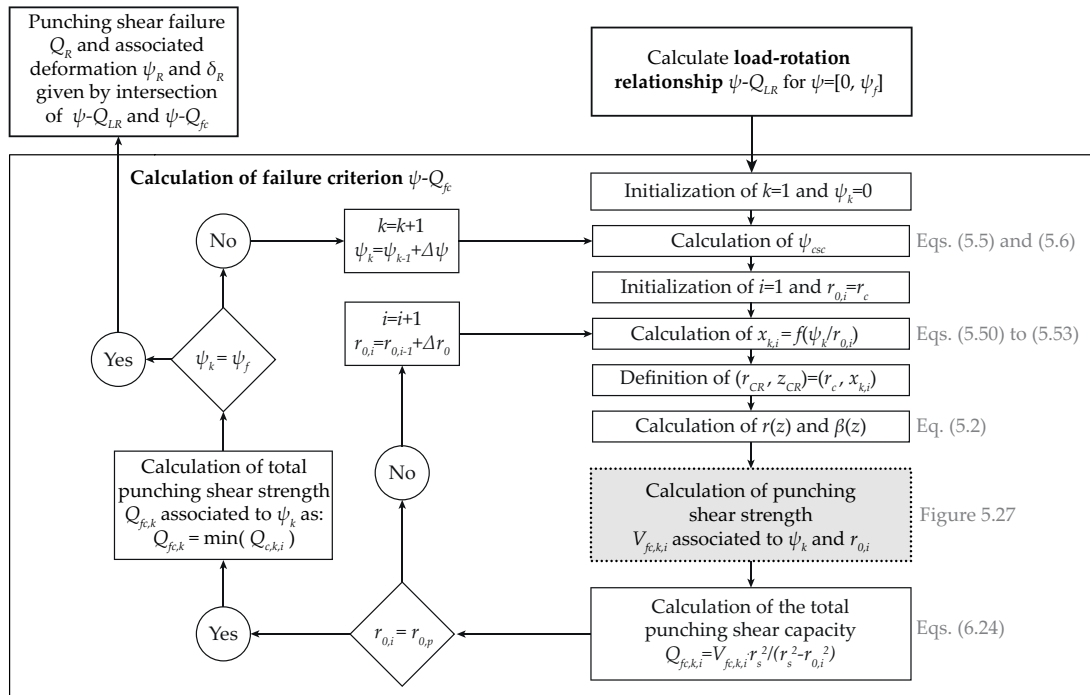 Punching shear failure
Q_R and associated
deformation ψ_R and δ_R
given by intersection
of ψ-Q_LR and ψ-Q_fc
Calculate load-rotation
relationship ψ-Q_LR for ψ=[0, ψ_f]
Calculation of failure criterion ψ-Q_fc
Initialization of k=1 and ψ_k=0
No
k=k+1
ψ_k=ψ_k-1+Δψ
Calculation of ψ_csc
Eqs. (5.5) and (5.6)
Initialization of i=1 and r_0,i=r_c
i=i+1
r_0,i=r_0,i-1+Δr_0
Calculation of x_k,i=f(ψ_k/r_0,i)
Eqs. (5.50) to (5.53)
Yes
ψ_k = ψ_f
Definition of (r_CR, z_CR)=(r_c, x_k,i)
Calculation of r(z) and β(z)
Eq. (5.2)
Calculation of total
punching shear strength
Q_fc,k associated to ψ_k as:
Q_fc,k = min( Q_c,k,i )
No
Calculation of punching
shear strength
V_fc,k,i associated to ψ_k and r_0,i
Figure 5.27
Yes
r_0,i = r_0,p
Calculation of the total
punching shear capacity
Q_fc,k,i=V_fc,k,i·r_s²/(r_s²-r_0,i²)
Eqs. (6.24)